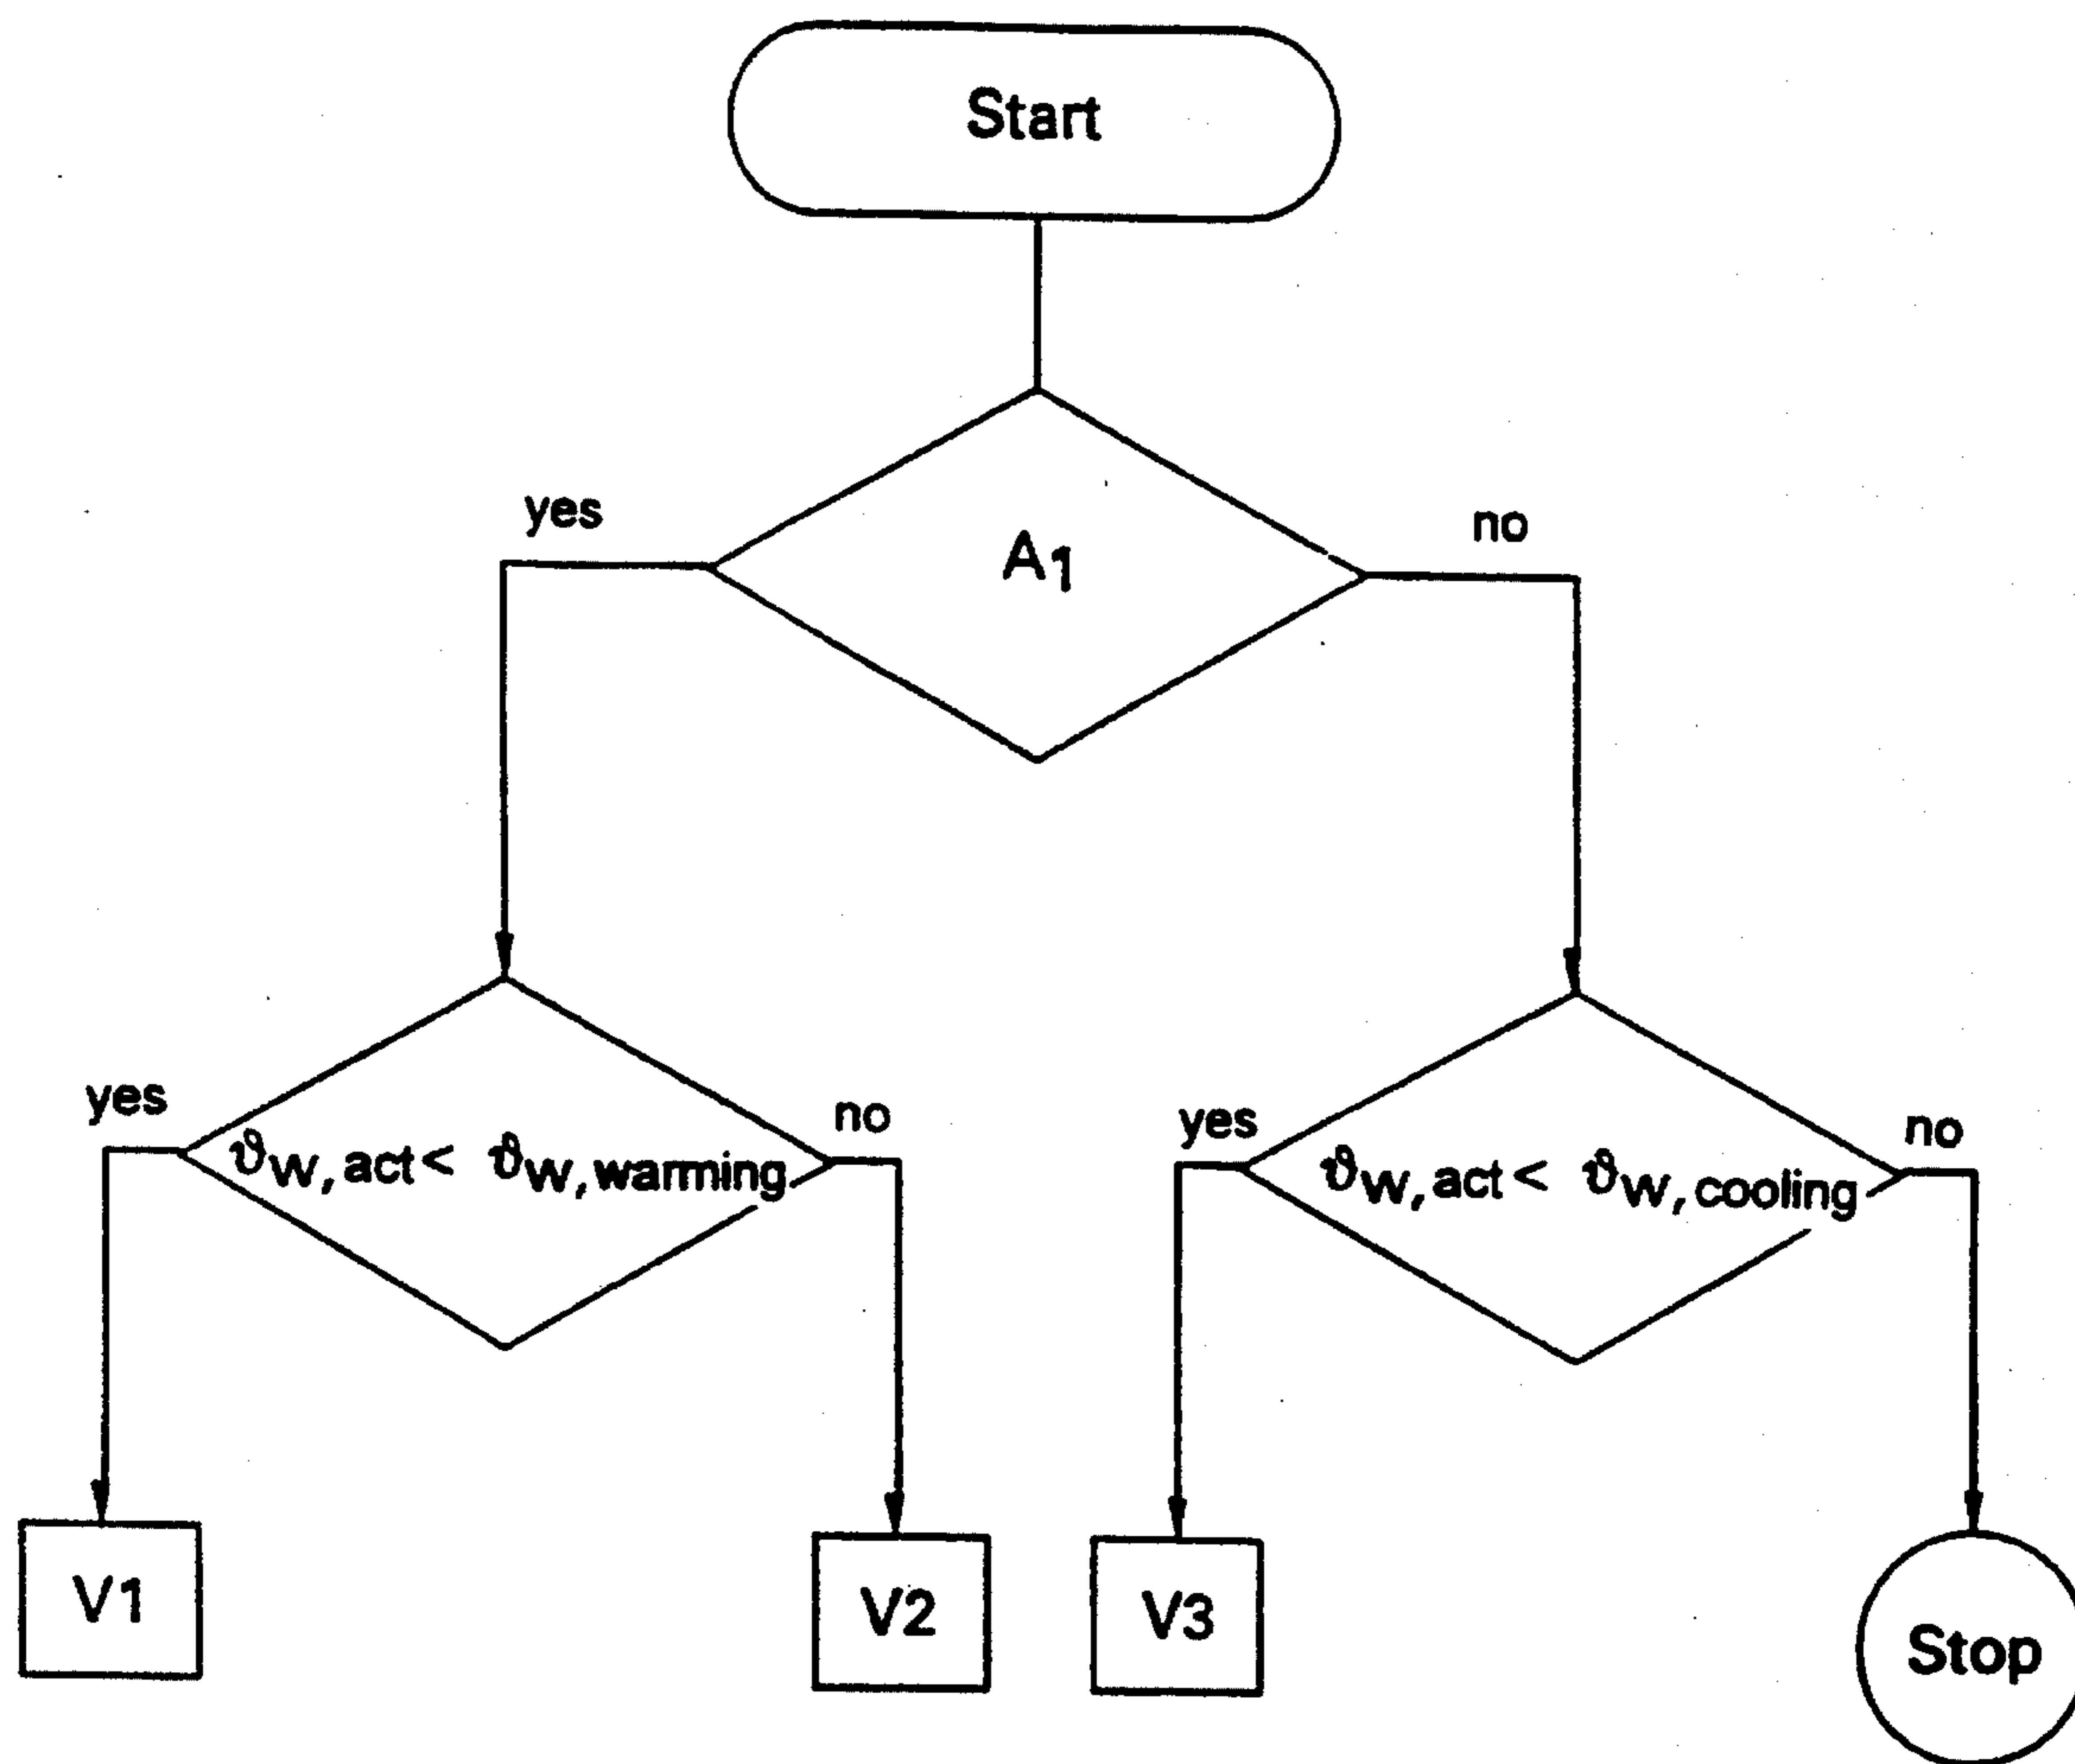 Start
yes
no
A1
yes
no
yes
no
ϑw, act < ϑw, warming
ϑw, act < ϑw, cooling
V1
V2
V3
Stop